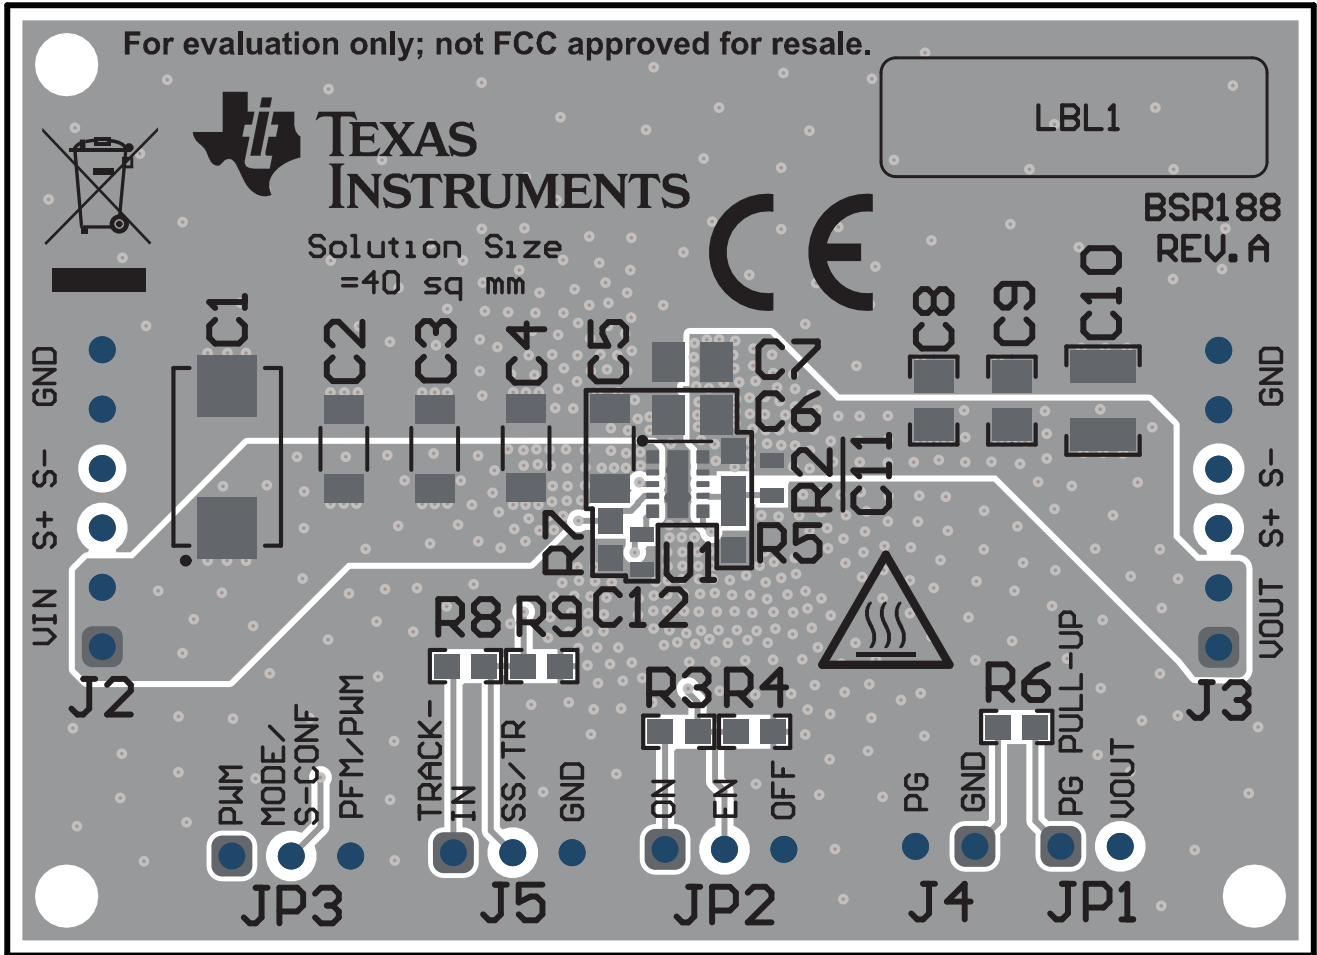 For evaluation only; not FCC approved for resale.
LBL1
TEXAS
INSTRUMENTS
BSR188
REV.A
Solution Size
=40 sq mm
CE
C1
C2
C3
C4
C5
C7
C6
C8
C9
C10
GND
S-
S+
VIN
J2
GND
S-
S+
VOUT
J3
R2
C11
R7
U1
R5
C12
R8
R9
R3
R4
R6
PWM
MODE/
S-CONF
PFM/PWM
TRACK-
IN
SS/TR
GND
ON
EN
OFF
PG
GND
PG PULL-UP
VOUT
JP3
J5
JP2
J4
JP1